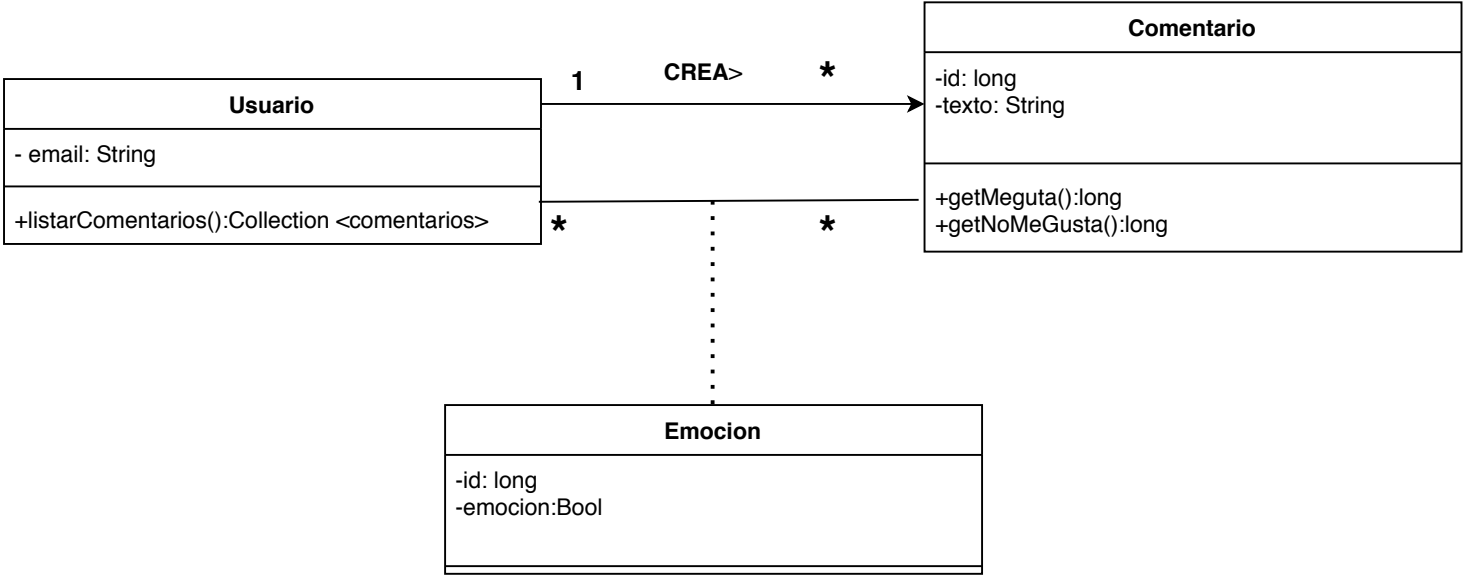 Usuario
- email: String
+listarComentarios():Collection <comentarios>
1
CREA>
*
Comentario
-id: long
-texto: String
+getMeguta():long
+getNoMeGusta():long
*
*
Emocion
-id: long
-emocion:Bool